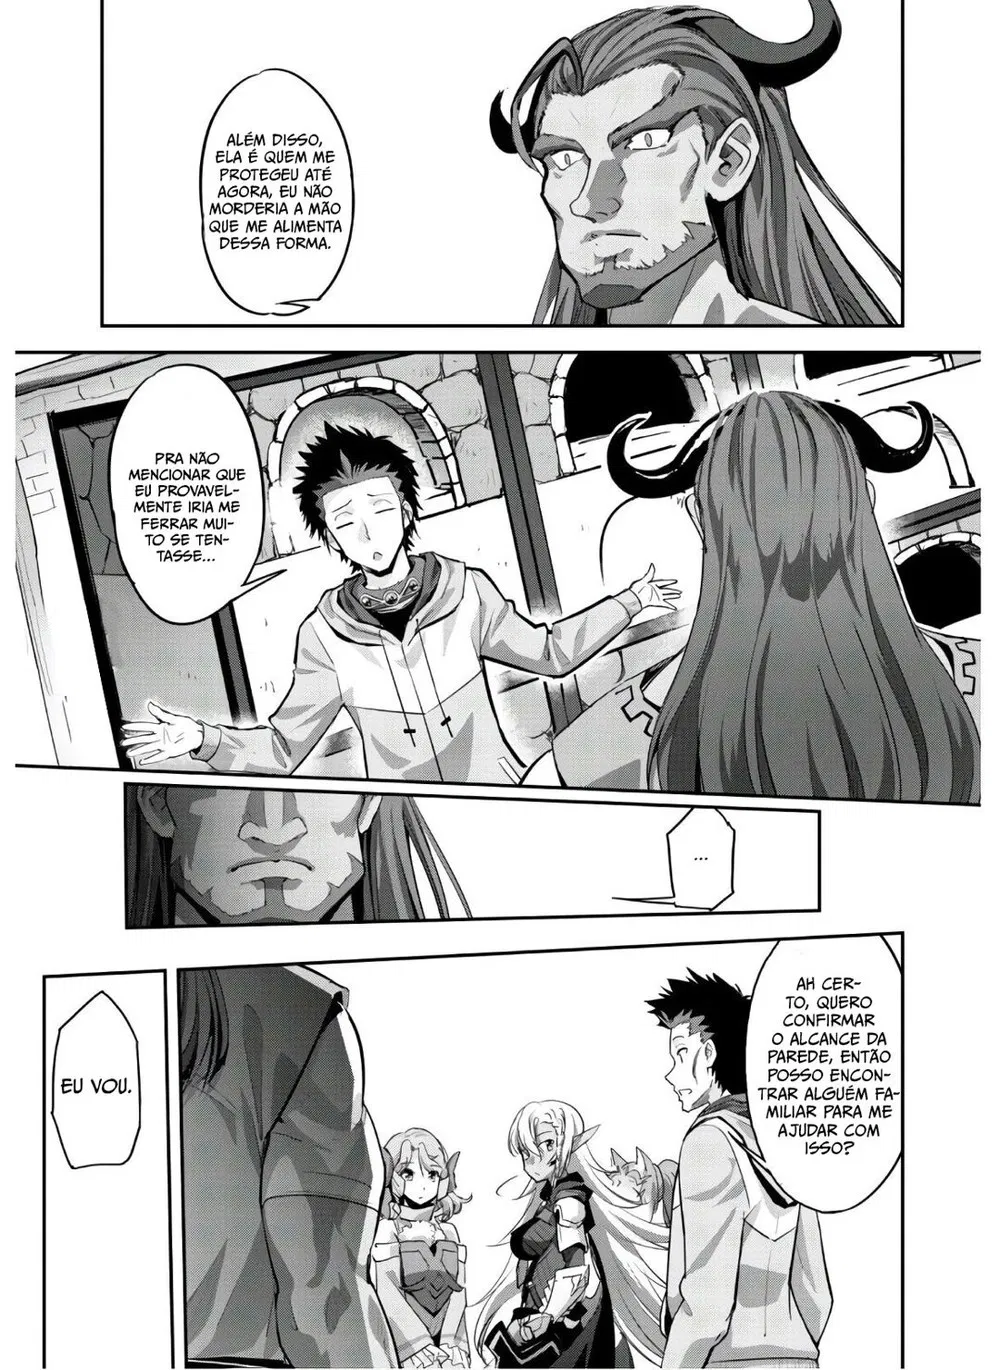 ALÉM DISSO,
ELA É QUEM ME
PROTEGEU ATÉ
AGORA, EU NÃO
MORDERIA A MÃO
QUE ME ALIMENTA
DESSA FORMA.
PRA NÃO
MENCIONAR QUE
EU PROVAVEL-
MENTE IRIA ME
FERRAR MUI-
TO SE TEN-
TASSE...
...
AH CER-
TO, QUERO
CONFIRMAR
O ALCANCE DA
PAREDE, ENTÃO
POSSO ENCON-
TRAR ALGUÉM FA-
MILIAR PARA ME
AJUDAR COM
ISSO?
EU VOU.